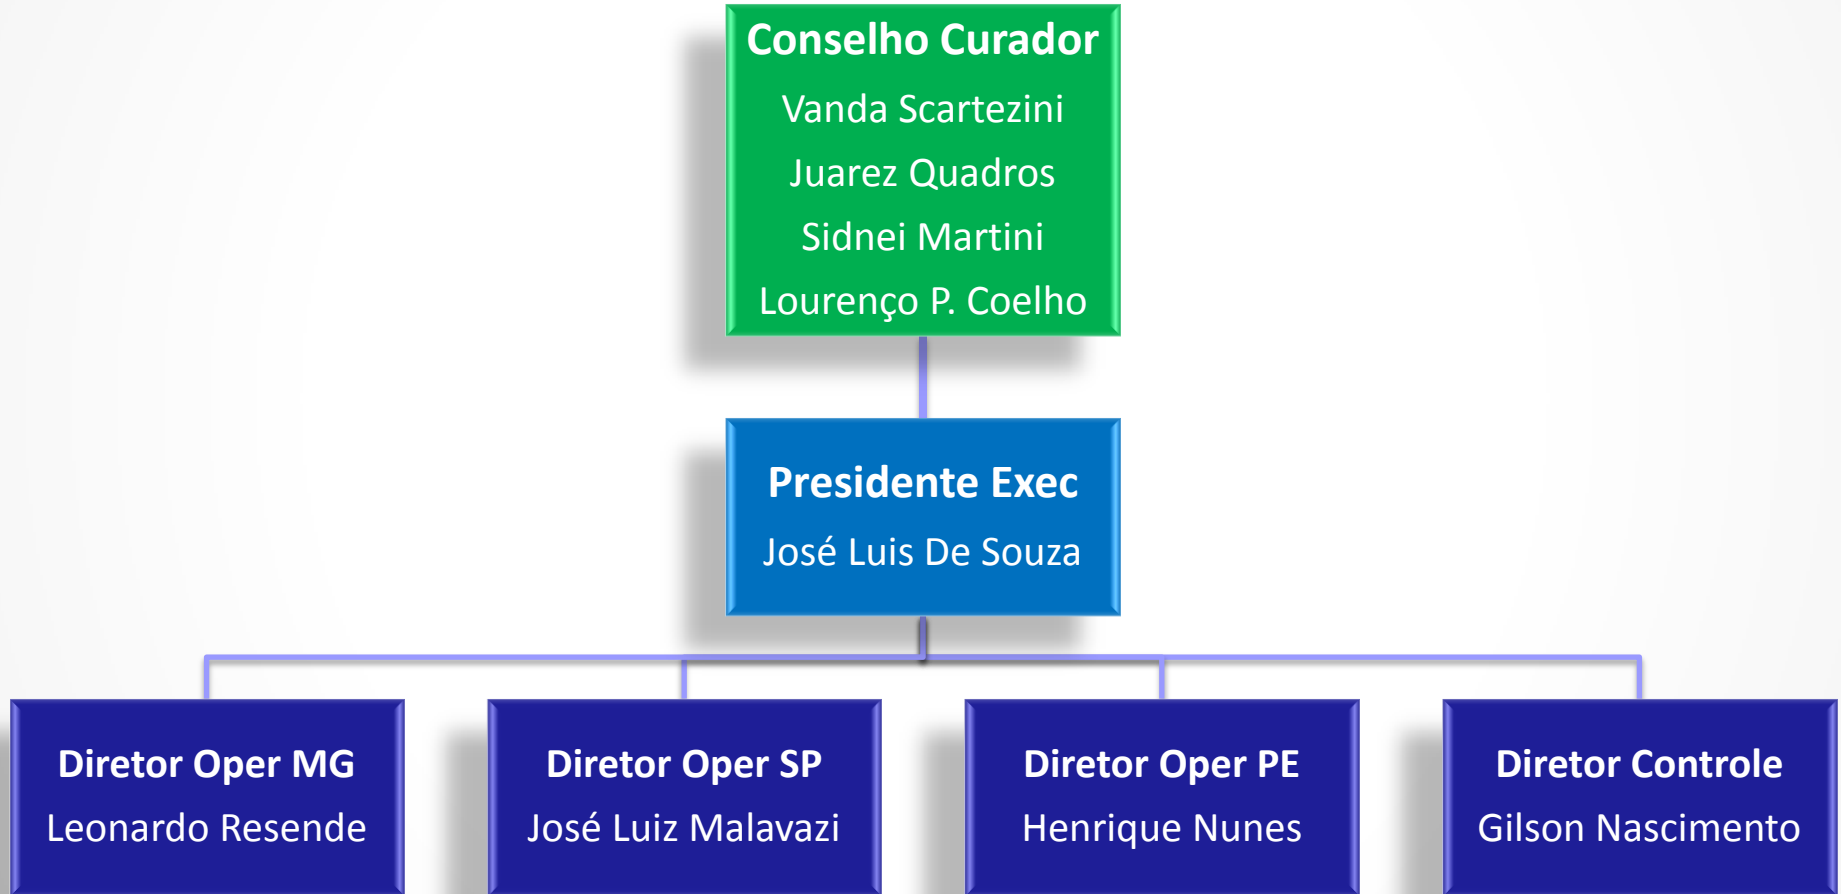 Conselho Curador
Vanda Scartezini
Juarez Quadros
Sidnei Martini
Lourenço P. Coelho
Presidente Exec
José Luis De Souza
Diretor Oper MG
Leonardo Resende
Diretor Oper SP
José Luiz Malavazi
Diretor Oper PE
Henrique Nunes
Diretor Controle
Gilson Nascimento